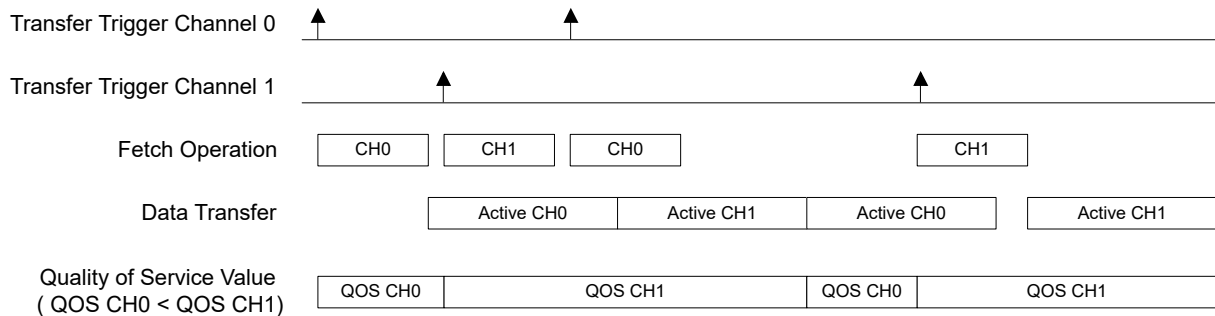 Transfer Trigger Channel 0
Transfer Trigger Channel 1
Fetch Operation CH0 CH1 CH0 CH1
Data Transfer Active CH0 Active CH1 Active CH0 Active CH1
Quality of Service Value
( QOS CH0 < QOS CH1)
QOS CH0 QOS CH1 QOS CH0 QOS CH1